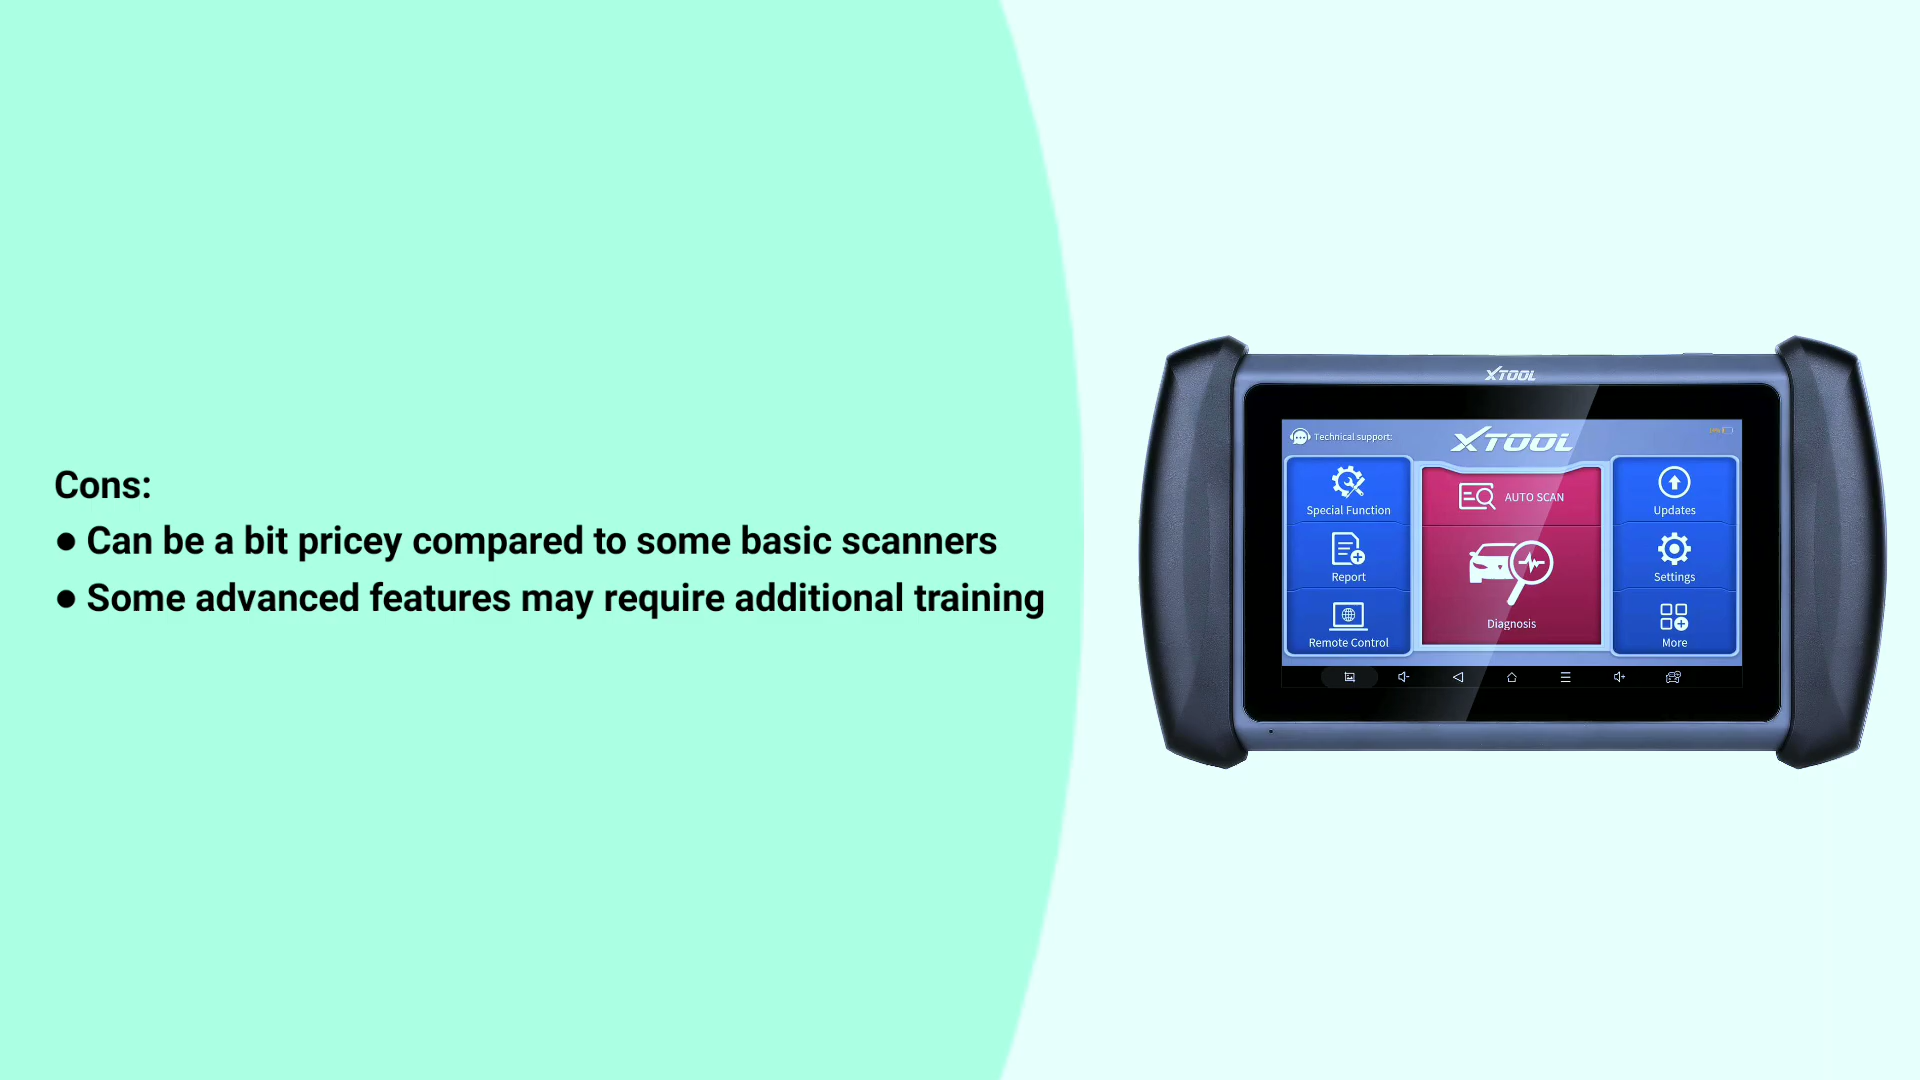 Cons:
● Can be a bit pricey compared to some basic scanners
● Some advanced features may require additional training
XTOOL
Technical support:
XTOOL
Special Function
AUTO SCAN
Updates
Report
Settings
Diagnosis
Remote Control
More